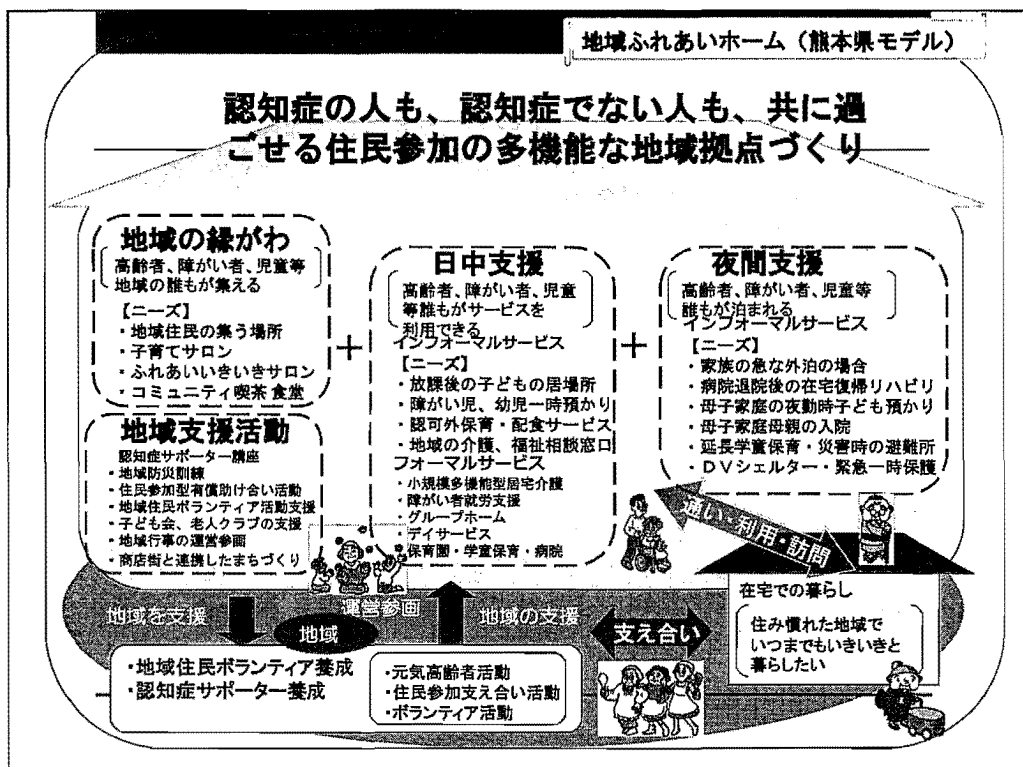 地域ふれあいホーム（熊本県モデル）
認知症の人も、認知症でない人も、共に過
ごせる住民参加の多機能な地域拠点づくり
地域の縁がわ
高齢者、障がい者、児童等
地域の誰もが集える
【ニーズ】
・地域住民の集う場所
・子育てサロン
・ふれあいいきいきサロン
・コミュニティ喫茶 食堂
地域支援活動
認知症サポーター講座
・地域防災訓練
・住民参加型有償助け合い活動
・地域住民ボランティア活動支援
・子ども会、老人クラブの支援
・地域行事の運営参画
・商店街と連携したまちづくり
+
日中支援
高齢者、障がい者、児童
等誰もがサービスを
利用できる
インフォーマルサービス
【ニーズ】
・放課後の子どもの居場所
・障がい児、幼児一時預かり
・認可外保育・配食サービス
・地域の介護、福祉相談窓口
フォーマルサービス
・小規模多機能型居宅介護
・障がい者就労支援
・グループホーム
・デイサービス
・保育園・学童保育・病院
+
夜間支援
高齢者、障がい者、児童等
誰もが泊まれる
インフォーマルサービス
【ニーズ】
・家族の急な外泊の場合
・病院退院後の在宅復帰リハビリ
・母子家庭の夜勤時子ども預かり
・母子家庭母親の入院
・延長学童保育・災害時の避難所
・ＤＶシェルター・緊急一時保護
通い・利用・訪問
在宅での暮らし
住み慣れた地域で
いつまでもいきいきと
暮らしたい
地域を支援
運営参画
地域の支援
地域
支え合い
・地域住民ボランティア養成
・認知症サポーター養成
・元気高齢者活動
・住民参加支え合い活動
・ボランティア活動